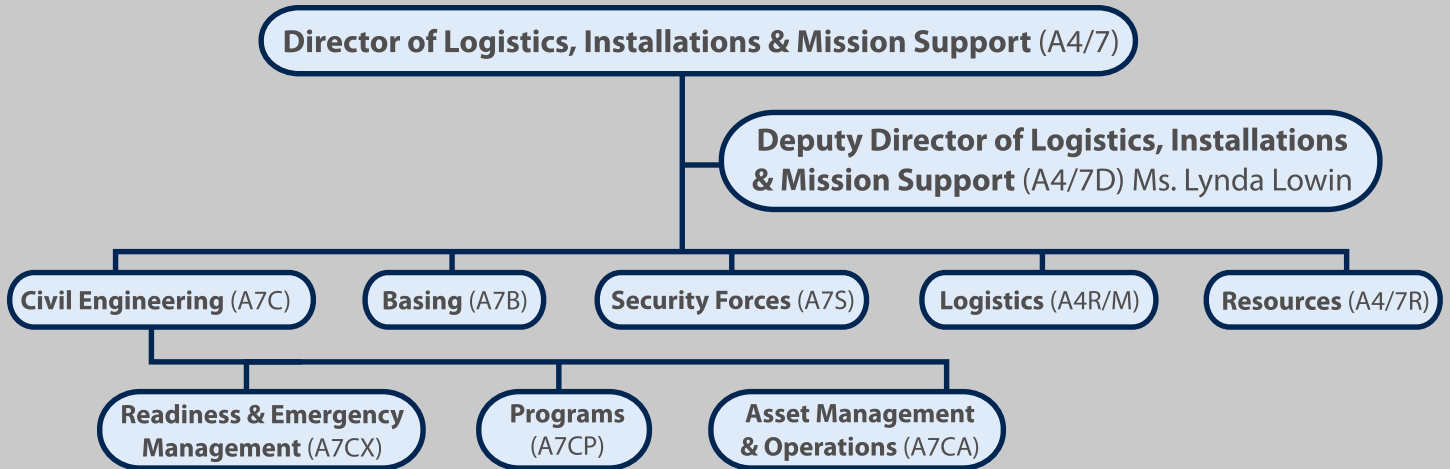 Director of Logistics, Installations & Mission Support (A4/7)
Deputy Director of Logistics, Installations
& Mission Support (A4/7D) Ms. Lynda Lowin
Civil Engineering (A7C)
Basing (A7B)
Security Forces (A7S)
Logistics (A4R/M)
Resources (A4/7R)
Readiness & Emergency
Management (A7CX)
Programs
(A7CP)
Asset Management
& Operations (A7CA)